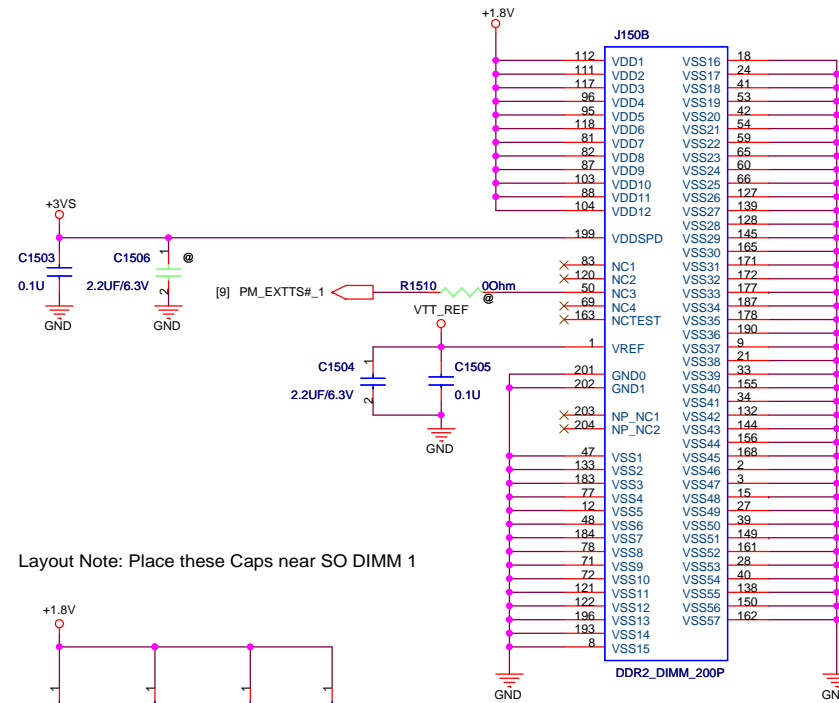 +1.8V
J150B
112 VDD1 VSS16 18
111 VDD2 VSS17 24
117 VDD3 VSS18 41
96 VDD4 VSS19 53
95 VDD5 VSS20 42
118 VDD6 VSS21 54
81 VDD7 VSS22 59
82 VDD8 VSS23 65
87 VDD9 VSS24 60
103 VDD10 VSS25 66
88 VDD11 VSS26 127
104 VDD12 VSS27 139
VSS28 128
199 VDDSPD VSS29 145
VSS30 165
83 NC1 VSS31 171
120 NC2 VSS32 172
50 NC3 VSS33 177
69 NC4 VSS34 187
163 NCTEST VSS35 178
VSS36 190
1 VREF VSS37 9
VSS38 21
201 GND0 VSS39 33
202 GND1 VSS40 155
VSS41 34
203 NP_NC1 VSS42 132
204 NP_NC2 VSS43 144
VSS44 156
47 VSS1 VSS45 168
133 VSS2 VSS46 2
183 VSS3 VSS47 3
77 VSS4 VSS48 15
12 VSS5 VSS49 27
48 VSS6 VSS50 39
184 VSS7 VSS51 149
78 VSS8 VSS52 161
71 VSS9 VSS53 28
72 VSS10 VSS54 40
121 VSS11 VSS55 138
122 VSS12 VSS56 150
196 VSS13 VSS57 162
193 VSS14
8 VSS15
DDR2_DIMM_200P
GND
GN
+3VS
C1503
0.1U
GND
C1506
1
@
2.2UF/6.3V
2
GND
[9] PM_EXTTS#_1
R1510
0Ohm
@
VTT_REF
C1504
1
2.2UF/6.3V
2
C1505
0.1U
GND
Layout Note: Place these Caps near SO DIMM 1
+1.8V
1
1
1
1